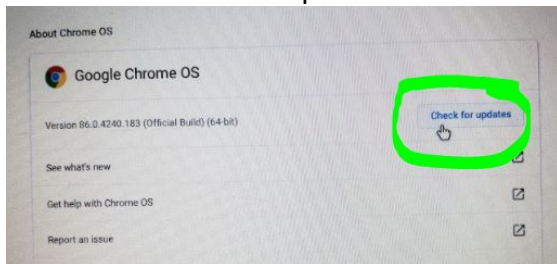 About Chrome OS
Google Chrome OS
Version 86.0.4240.183 (Official Build) (64-bit)
Check for updates
See what's new
Get help with Chrome OS
Report an issue